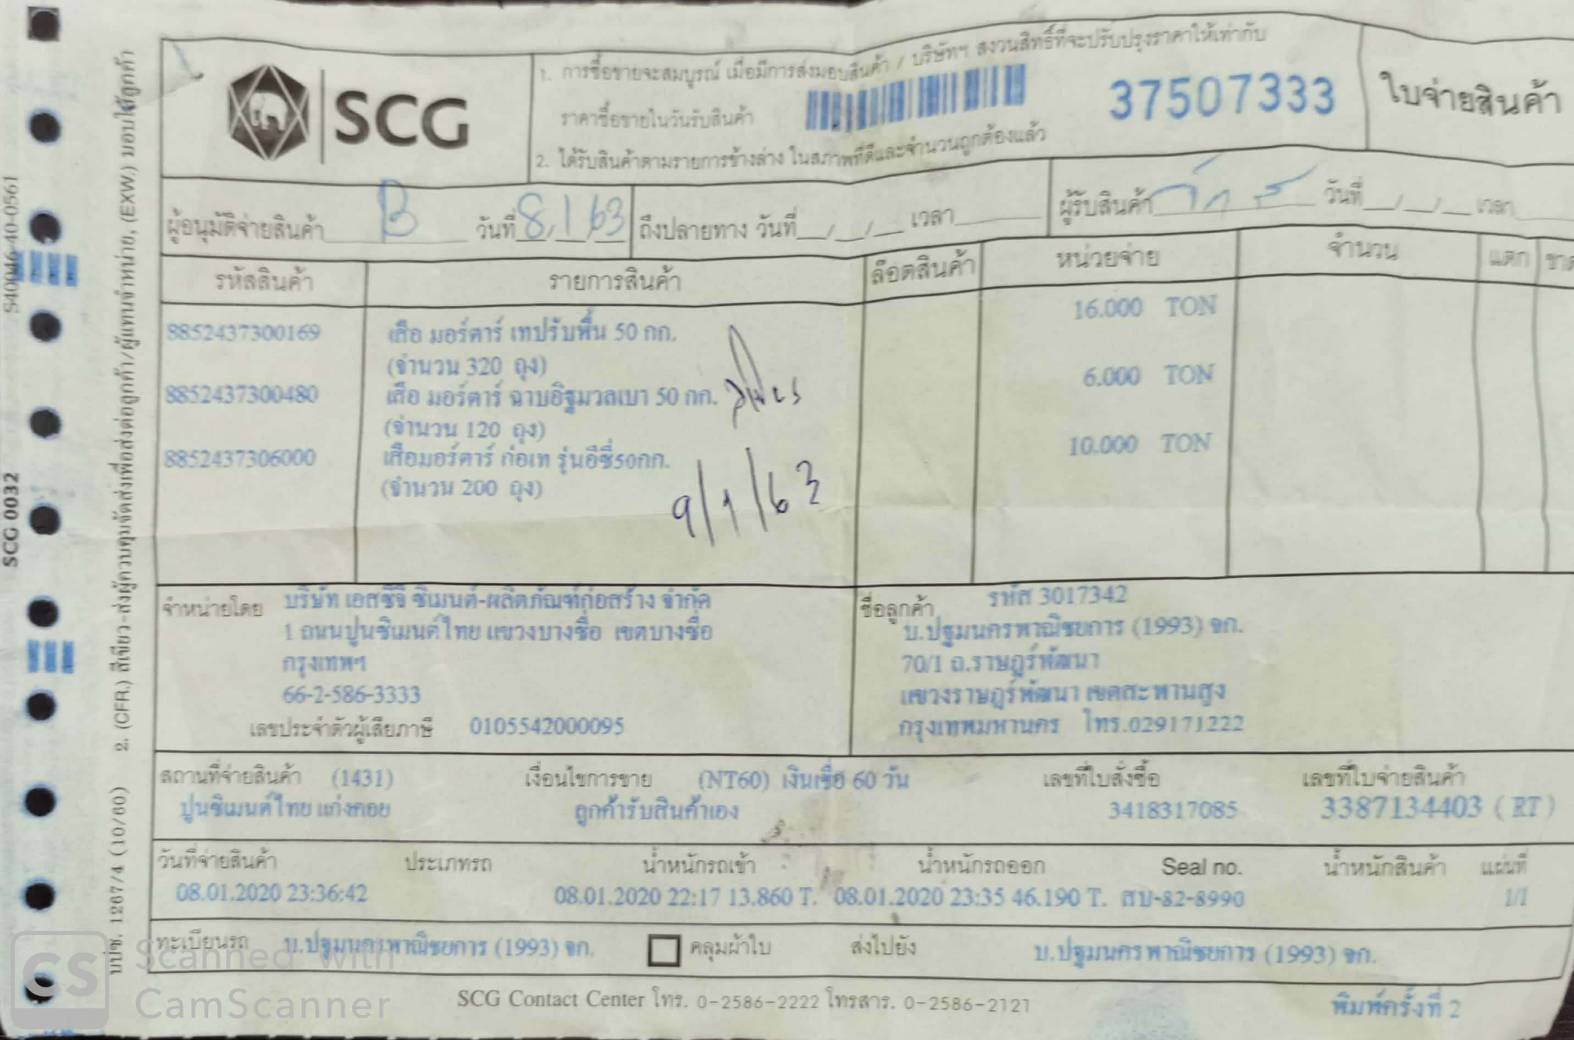 SCG
1. การซื้อขายจะสมบูรณ์ เมื่อมีการส่งมอบสินค้า / บริษัทฯ สงวนสิทธิ์ที่จะปรับปรุงราคาให้เท่ากับ
ราคาซื้อขายในวันรับสินค้า
2. ได้รับสินค้าตามรายการข้างล่าง ในสภาพที่ดีและจำนวนถูกต้องแล้ว
37507333
ใบจ่ายสินค้า
ผู้อนุมัติจ่ายสินค้า B วันที่ 8/1/63 ถึงปลายทาง วันที่ __/__/__ เวลา
ผู้รับสินค้า วันที่ __/__/__ เวลา
รหัสสินค้า รายการสินค้า ล๊อตสินค้า หน่วยจ่าย จำนวน แตก ขาด
8852437300169 เสือ มอร์ตาร์ เทปรับพื้น 50 กก. 16.000 TON
(จำนวน 320 ถุง)
8852437300480 เสือ มอร์ตาร์ ฉาบอิฐมวลเบา 50 กก. 6.000 TON
(จำนวน 120 ถุง)
8852437306000 เสือมอร์ตาร์ ก่อเท รุ่นอีซี่50กก. 10.000 TON
(จำนวน 200 ถุง)
9/1/63
จำหน่ายโดย บริษัท เอสซีจี ซิเมนต์-ผลิตภัณฑ์ก่อสร้าง จำกัด
1 ถนนปูนซิเมนต์ไทย แขวงบางซื่อ เขตบางซื่อ
กรุงเทพฯ
66-2-586-3333
เลขประจำตัวผู้เสียภาษี 0105542000095
ชื่อลูกค้า รหัส 3017342
บ.ปฐมนครพาณิชยการ (1993) จก.
70/1 ถ.ราษฎร์พัฒนา
แขวงราษฎร์พัฒนา เขตสะพานสูง
กรุงเทพมหานคร โทร.029171222
สถานที่จ่ายสินค้า (1431) เงื่อนไขการขาย (NT60) เงินเชื่อ 60 วัน เลขที่ใบสั่งซื้อ เลขที่ใบจ่ายสินค้า
ปูนซิเมนต์ไทย แก่งคอย ลูกค้ารับสินค้าเอง 3418317085 3387134403 ( RT )
วันที่จ่ายสินค้า ประเภทรถ น้ำหนักรถเข้า น้ำหนักรถออก Seal no. น้ำหนักสินค้า แผ่นที่
08.01.2020 23:36:42 08.01.2020 22:17 13.860 T. 08.01.2020 23:35 46.190 T. สบ-82-8990 1/1
ทะเบียนรถ บ.ปฐมนครพาณิชยการ (1993) จก. คลุมผ้าใบ ส่งไปยัง บ.ปฐมนครพาณิชยการ (1993) จก.
SCG Contact Center โทร. 0-2586-2222 โทรสาร. 0-2586-2121
พิมพ์ครั้งที่ 2
S40046-40-0561
SCG 0032
บปซ. 1267/4 (10/60) 2. (CFR.) สีเขียว-ส่งผู้ควบคุมจัดส่งเพื่อส่งต่อลูกค้า/ผู้แทนจำหน่าย, (EXW.) มอบให้ลูกค้า
CS
Scanned with
CamScanner